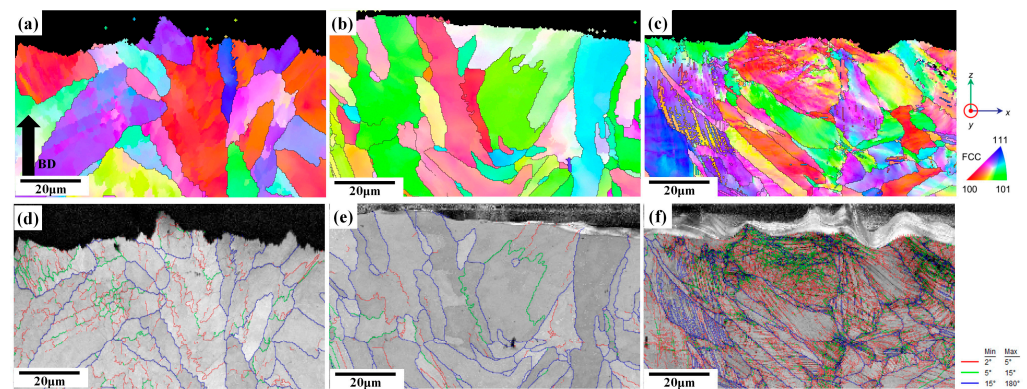 (a)
BD
20μm
(b)
20μm
(c)
20μm
z
x
y
111
FCC
100 101
(d)
20μm
(e)
20μm
(f)
20μm
Min Max
2° 5°
5° 15°
15° 180°